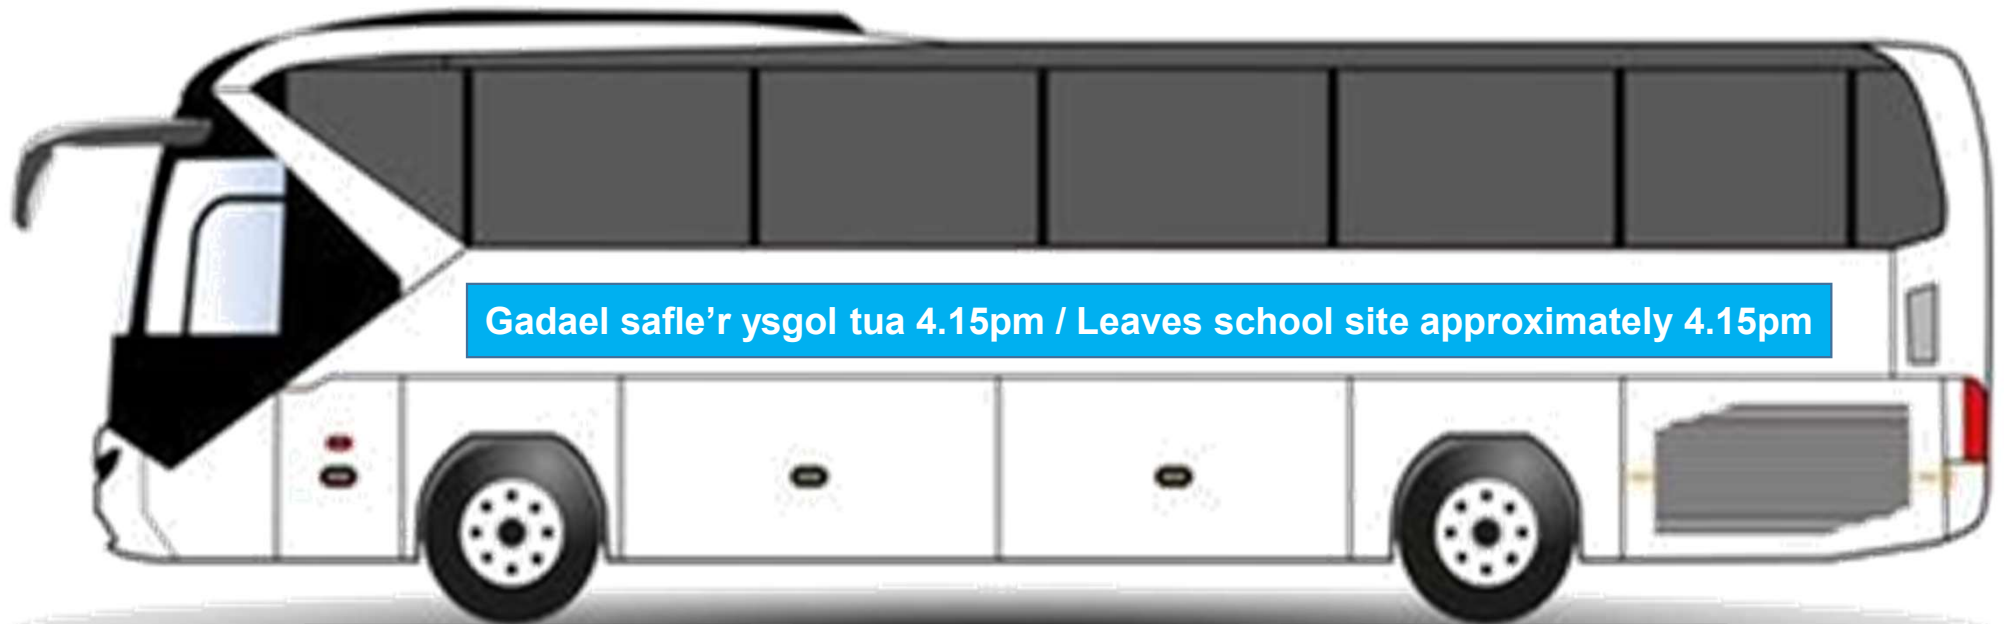 Gadael safle’r ysgol tua 4.15pm / Leaves school site approximately 4.15pm